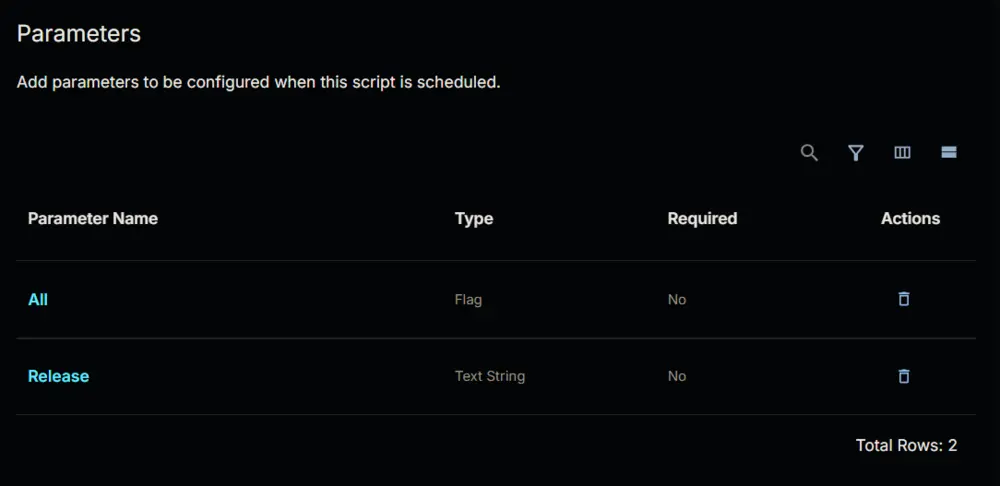 Parameters
Add parameters to be configured when this script is scheduled.
Parameter Name Type Required Actions
All Flag No
Release Text String No
Total Rows: 2